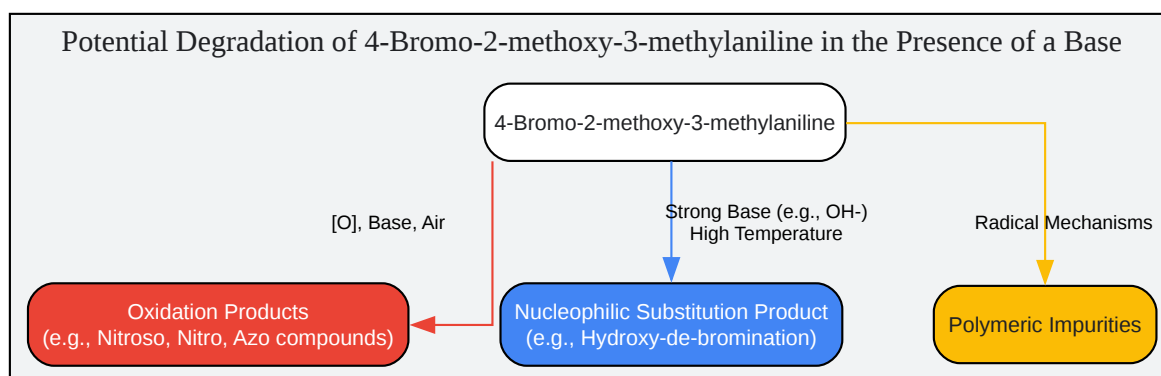 Potential Degradation of 4-Bromo-2-methoxy-3-methylaniline in the Presence of a Base
4-Bromo-2-methoxy-3-methylaniline
[O], Base, Air
Strong Base (e.g., OH-)
High Temperature
Radical Mechanisms
Oxidation Products
(e.g., Nitroso, Nitro, Azo compounds)
Nucleophilic Substitution Product
(e.g., Hydroxy-de-bromination)
Polymeric Impurities